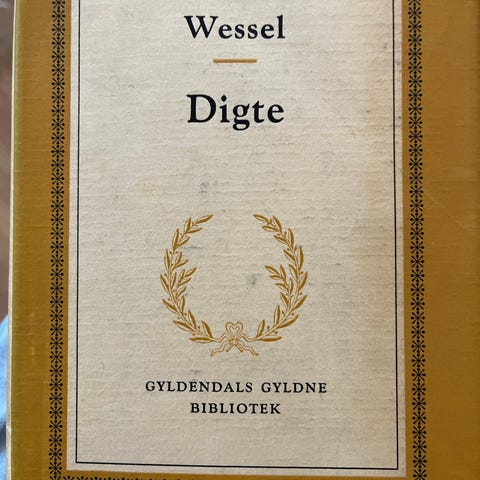 Wessel
Digte
GYLDENDALS GYLDNE
BIBLIOTEK